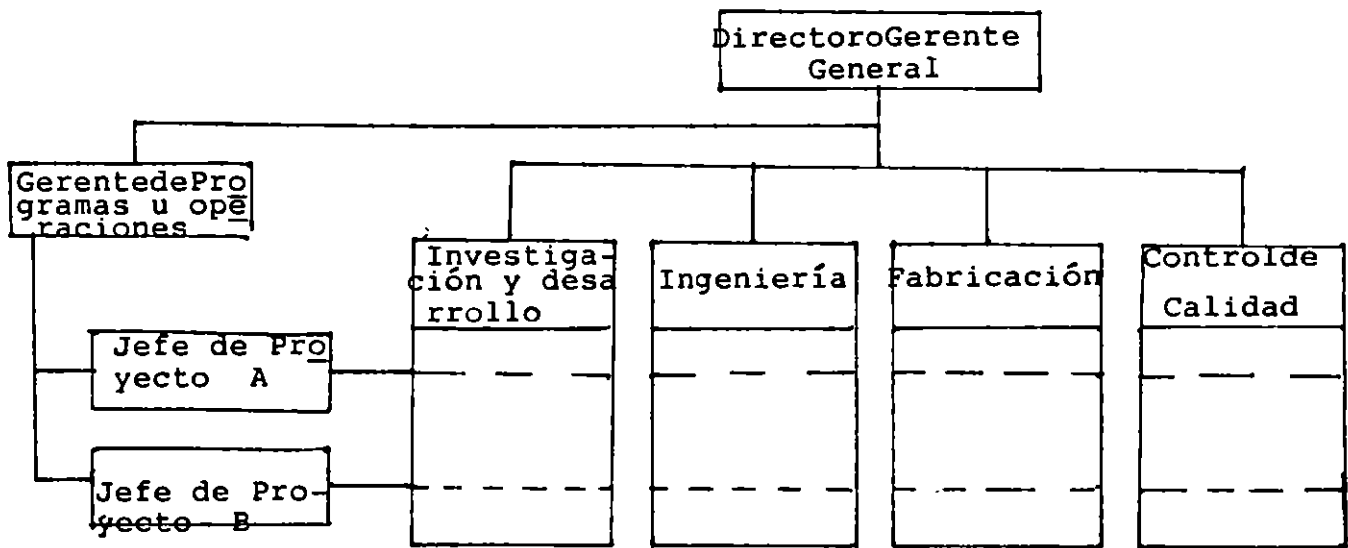 DirectoroGerente
General
GerentedePro
gramas u ope
raciones
Investiga-
ción y desa
rrollo
Ingeniería
Fabricación
Controlde
Calidad
Jefe de Pro
yecto A
Jefe de Pro-
yecto B